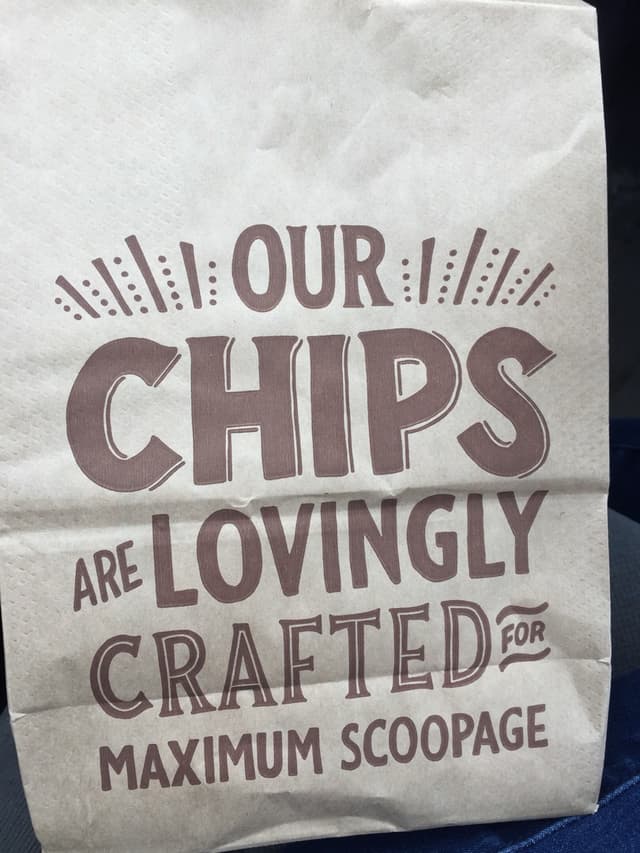 OUR
CHIPS
ARE LOVINGLY
CRAFTED FOR
MAXIMUM SCOOPAGE